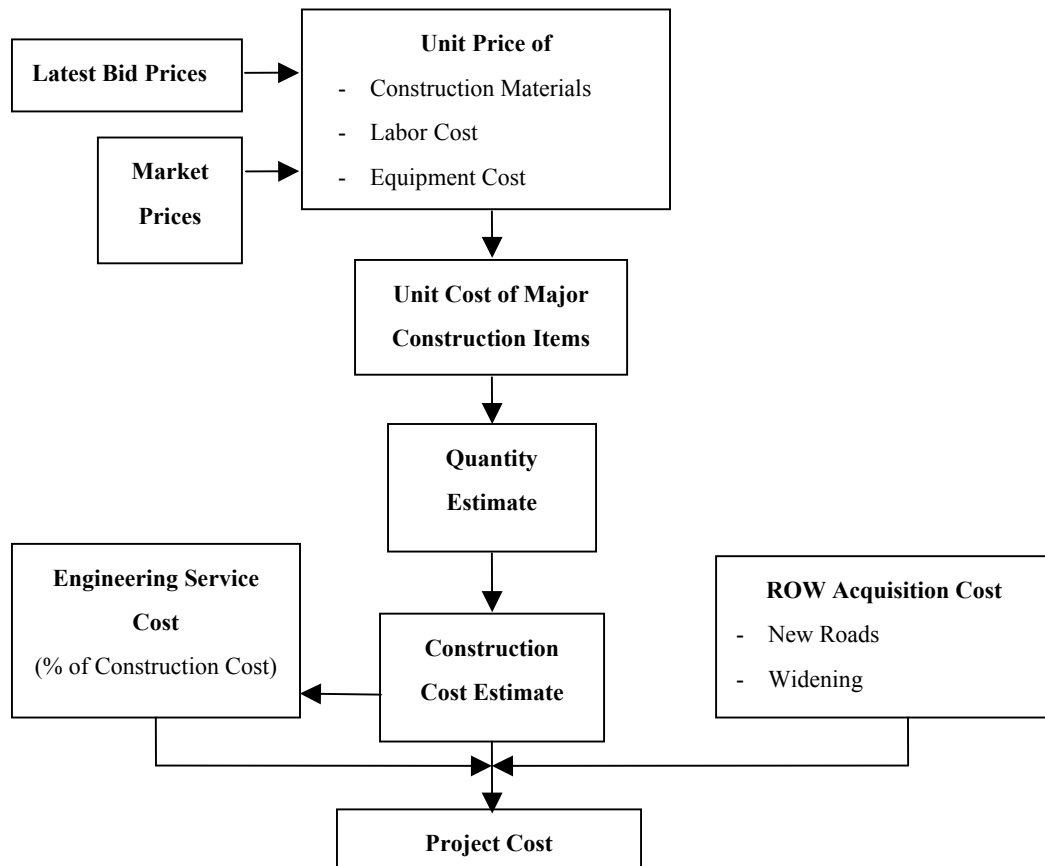 Latest Bid Prices
Market
Prices
Unit Price of
- Construction Materials
- Labor Cost
- Equipment Cost
Unit Cost of Major
Construction Items
Quantity
Estimate
Engineering Service
Cost
(% of Construction Cost)
Construction
Cost Estimate
ROW Acquisition Cost
- New Roads
- Widening
Project Cost